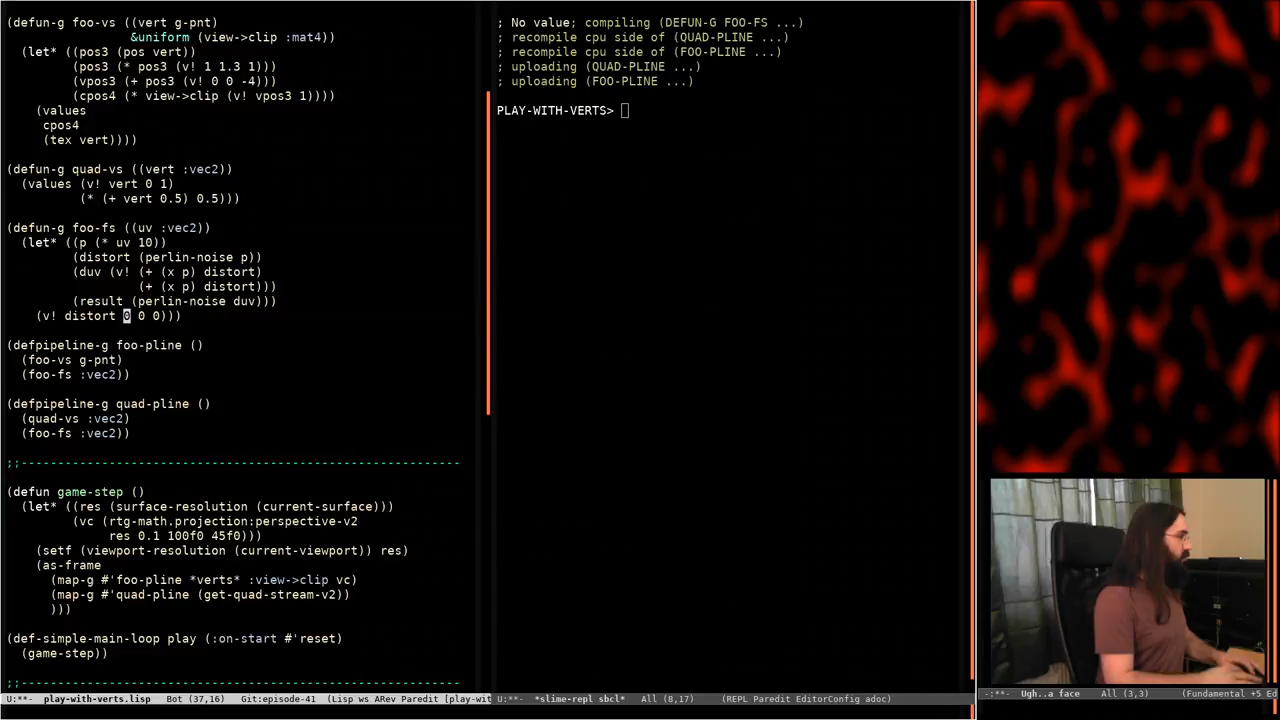 (defun-g foo-vs ((vert g-pnt)
                 &uniform (view->clip :mat4))
  (let* ((pos3 (pos vert))
         (pos3 (* pos3 (v! 1 1.3 1)))
         (vpos3 (+ pos3 (v! 0 0 -4)))
         (cpos4 (* view->clip (v! vpos3 1))))
    (values
     cpos4
     (tex vert))))
(defun-g quad-vs ((vert :vec2))
  (values (v! vert 0 1)
          (* (+ vert 0.5) 0.5)))
(defun-g foo-fs ((uv :vec2))
  (let* ((p (* uv 10))
         (distort (perlin-noise p))
         (duv (v! (+ (x p) distort)
                  (+ (x p) distort)))
         (result (perlin-noise duv)))
    (v! distort 0 0 0)))
(defpipeline-g foo-pline ()
  (foo-vs g-pnt)
  (foo-fs :vec2))
(defpipeline-g quad-pline ()
  (quad-vs :vec2)
  (foo-fs :vec2))
;;------------------------------------------------------------
(defun game-step ()
  (let* ((res (surface-resolution (current-surface)))
         (vc (rtg-math.projection:perspective-v2
              res 0.1 100f0 45f0)))
    (setf (viewport-resolution (current-viewport)) res)
    (as-frame
      (map-g #'foo-pline *verts* :view->clip vc)
      (map-g #'quad-pline (get-quad-stream-v2))
      )))
(def-simple-main-loop play (:on-start #'reset)
  (game-step))
;;------------------------------------------------------------
U:**-  play-with-verts.lisp   Bot (37,16)   Git:episode-41  (Lisp ws ARev Paredit [play-wit
; No value; compiling (DEFUN-G FOO-FS ...)
; recompile cpu side of (QUAD-PLINE ...)
; recompile cpu side of (FOO-PLINE ...)
; uploading (QUAD-PLINE ...)
; uploading (FOO-PLINE ...)
PLAY-WITH-VERTS>
U:**-  *slime-repl sbcl*   All (8,17)   (REPL Paredit EditorConfig adoc)
-:**-  Ugh..a face   All (3,3)   (Fundamental +5 Ed